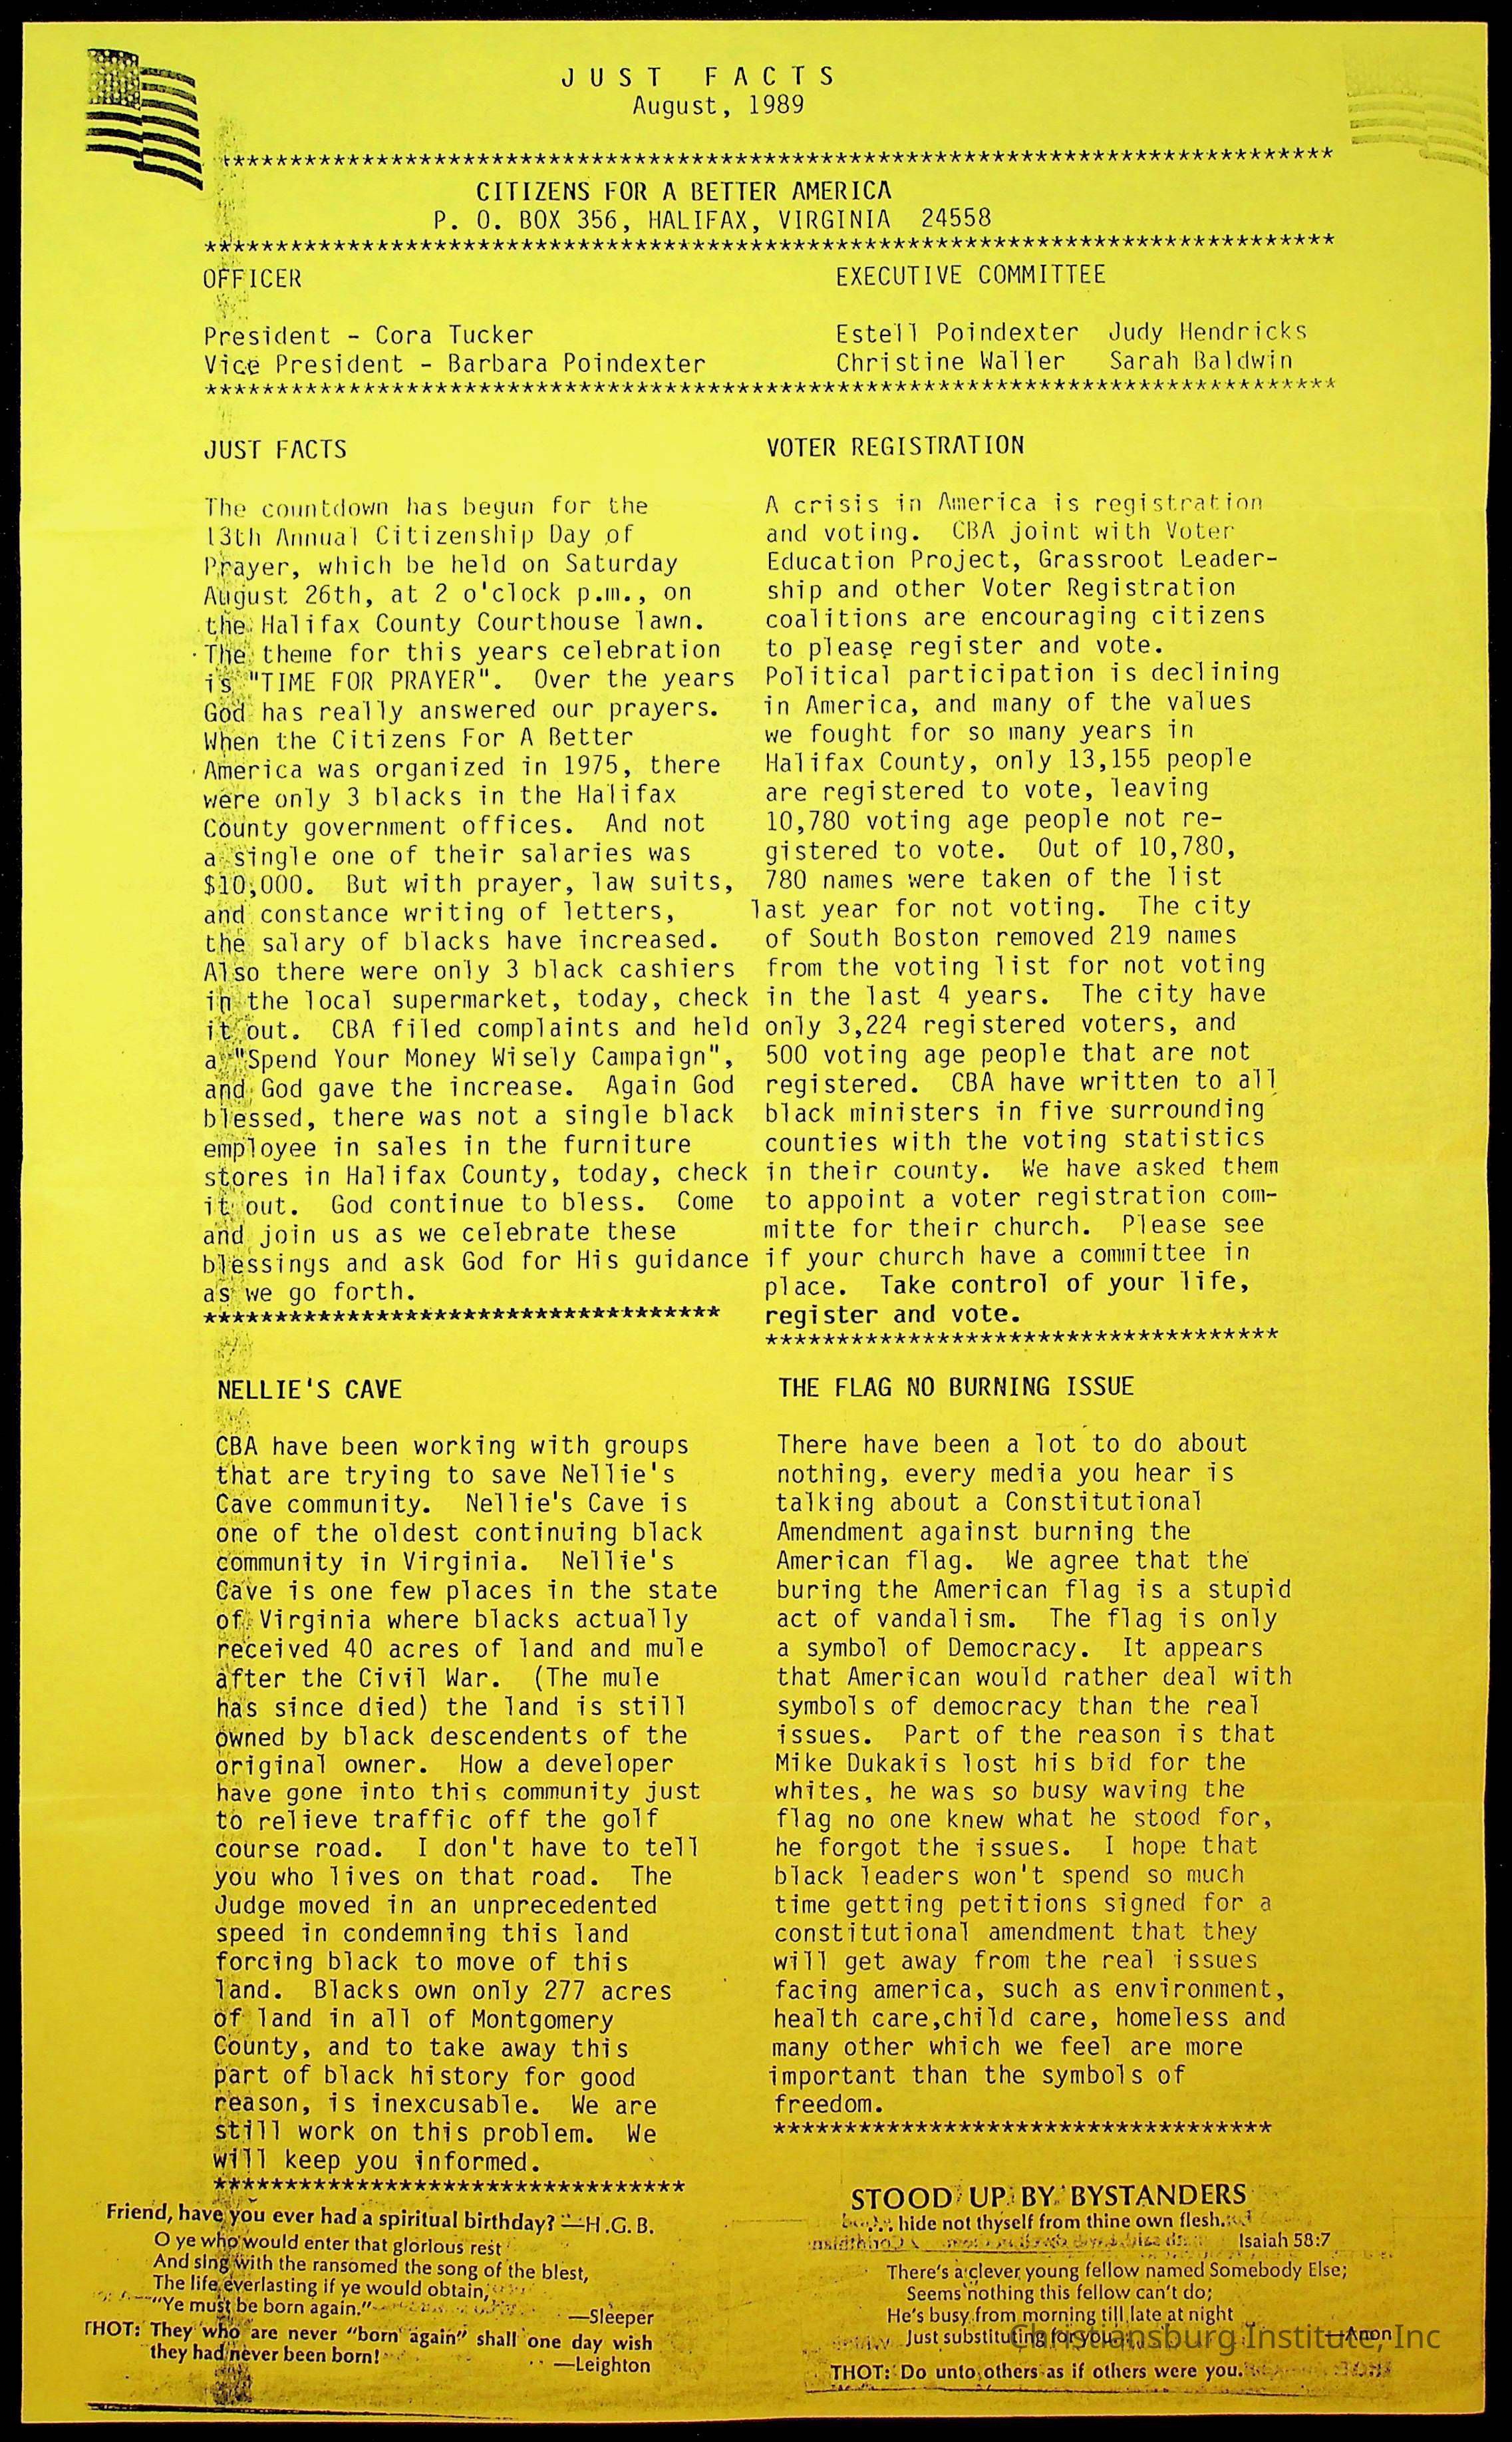 JUST FACTS
August, 1989
*******************************************************************************
CITIZENS FOR A BETTER AMERICA
P. O. BOX 356, HALIFAX, VIRGINIA 24558
*******************************************************************************
OFFICER
EXECUTIVE COMMITTEE
President - Cora Tucker
Estell Poindexter Judy Hendricks
Vice President - Barbara Poindexter
Christine Waller Sarah Baldwin
*******************************************************************************
JUST FACTS
The countdown has begun for the
13th Annual Citizenship Day of
Prayer, which be held on Saturday
August 26th, at 2 o'clock p.m., on
the Halifax County Courthouse lawn.
The theme for this years celebration
is "TIME FOR PRAYER". Over the years
God has really answered our prayers.
When the Citizens For A Better
America was organized in 1975, there
were only 3 blacks in the Halifax
County government offices. And not
a single one of their salaries was
$10,000. But with prayer, law suits,
and constance writing of letters,
the salary of blacks have increased.
Also there were only 3 black cashiers
in the local supermarket, today, check
it out. CBA filed complaints and held
a "Spend Your Money Wisely Campaign",
and God gave the increase. Again God
blessed, there was not a single black
employee in sales in the furniture
stores in Halifax County, today, check
it out. God continue to bless. Come
and join us as we celebrate these
blessings and ask God for His guidance
as we go forth.
************************************
VOTER REGISTRATION
A crisis in America is registration
and voting. CBA joint with Voter
Education Project, Grassroot Leader-
ship and other Voter Registration
coalitions are encouraging citizens
to please register and vote.
Political participation is declining
in America, and many of the values
we fought for so many years in
Halifax County, only 13,155 people
are registered to vote, leaving
10,780 voting age people not re-
gistered to vote. Out of 10,780,
780 names were taken of the list
last year for not voting. The city
of South Boston removed 219 names
from the voting list for not voting
in the last 4 years. The city have
only 3,224 registered voters, and
500 voting age people that are not
registered. CBA have written to all
black ministers in five surrounding
counties with the voting statistics
in their county. We have asked them
to appoint a voter registration com-
mitte for their church. Please see
if your church have a committee in
place. Take control of your life,
register and vote.
************************************
NELLIE'S CAVE
CBA have been working with groups
that are trying to save Nellie's
Cave community. Nellie's Cave is
one of the oldest continuing black
community in Virginia. Nellie's
Cave is one few places in the state
of Virginia where blacks actually
received 40 acres of land and mule
after the Civil War. (The mule
has since died) the land is still
owned by black descendents of the
original owner. How a developer
have gone into this community just
to relieve traffic off the golf
course road. I don't have to tell
you who lives on that road. The
Judge moved in an unprecedented
speed in condemning this land
forcing black to move of this
land. Blacks own only 277 acres
of land in all of Montgomery
County, and to take away this
part of black history for good
reason, is inexcusable. We are
still work on this problem. We
will keep you informed.
*********************************
THE FLAG NO BURNING ISSUE
There have been a lot to do about
nothing, every media you hear is
talking about a Constitutional
Amendment against burning the
American flag. We agree that the
buring the American flag is a stupid
act of vandalism. The flag is only
a symbol of Democracy. It appears
that American would rather deal with
symbols of democracy than the real
issues. Part of the reason is that
Mike Dukakis lost his bid for the
whites, he was so busy waving the
flag no one knew what he stood for,
he forgot the issues. I hope that
black leaders won't spend so much
time getting petitions signed for a
constitutional amendment that they
will get away from the real issues
facing america, such as environment,
health care,child care, homeless and
many other which we feel are more
important than the symbols of
freedom.
***********************************
Friend, have you ever had a spiritual birthday? —H.G.B.
O ye who would enter that glorious rest
And sing with the ransomed the song of the blest,
The life everlasting if ye would obtain,
"Ye must be born again."
—Sleeper
THOT: They who are never "born again" shall one day wish
they had never been born!
—Leighton
STOOD UP BY BYSTANDERS
. . . hide not thyself from thine own flesh.
Isaiah 58:7
There's a clever young fellow named Somebody Else;
Seems nothing this fellow can't do;
He's busy from morning till late at night
Just substituting for you.
—Anon
THOT: Do unto others as if others were you.
Christiansburg Institute, Inc